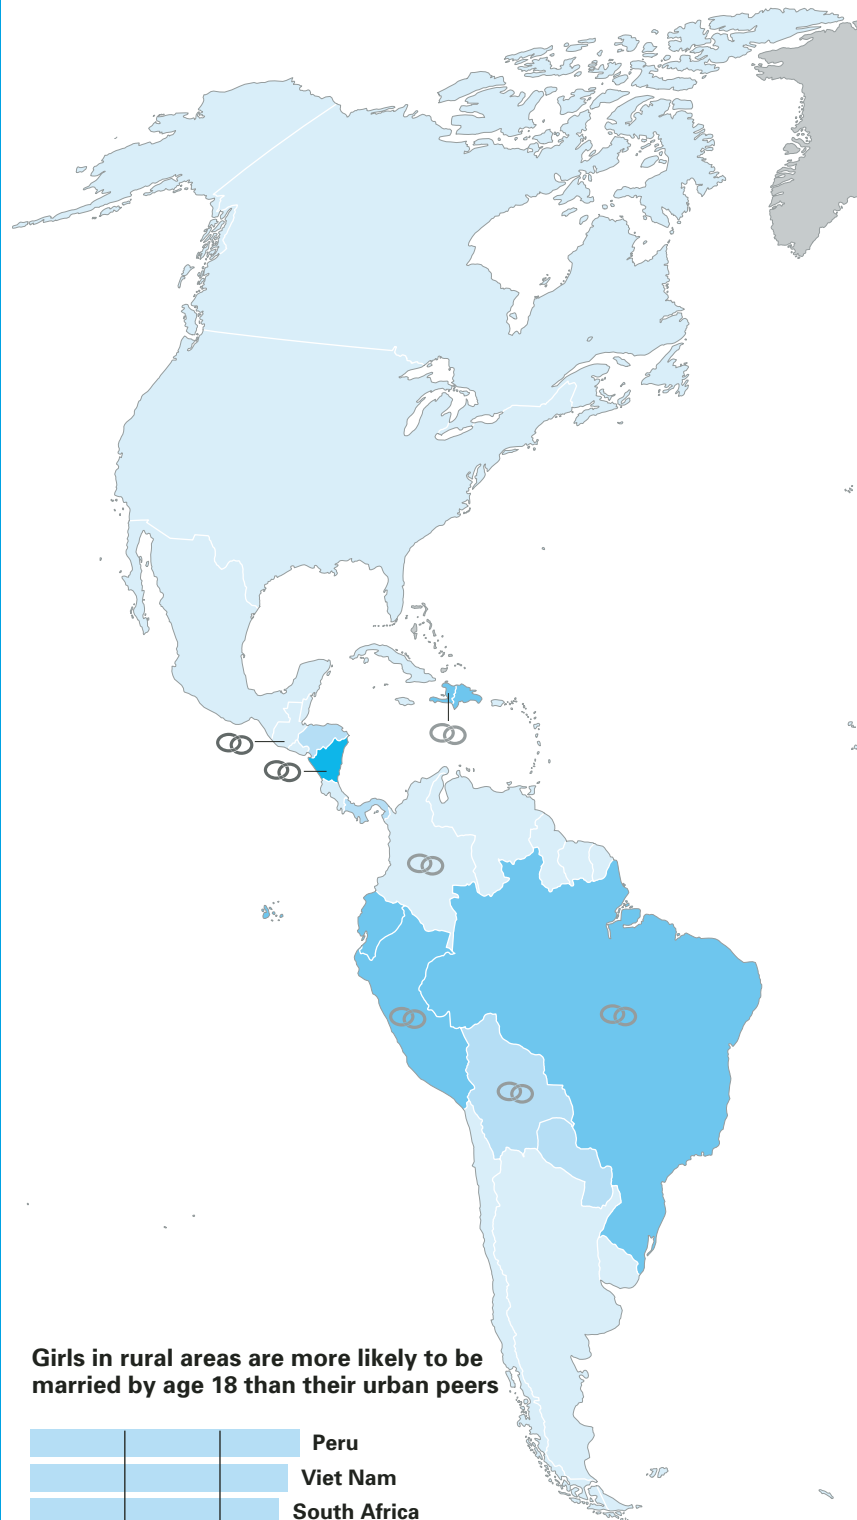 Girls in rural areas are more likely to be
married by age 18 than their urban peers
Peru
Viet Nam
South Africa